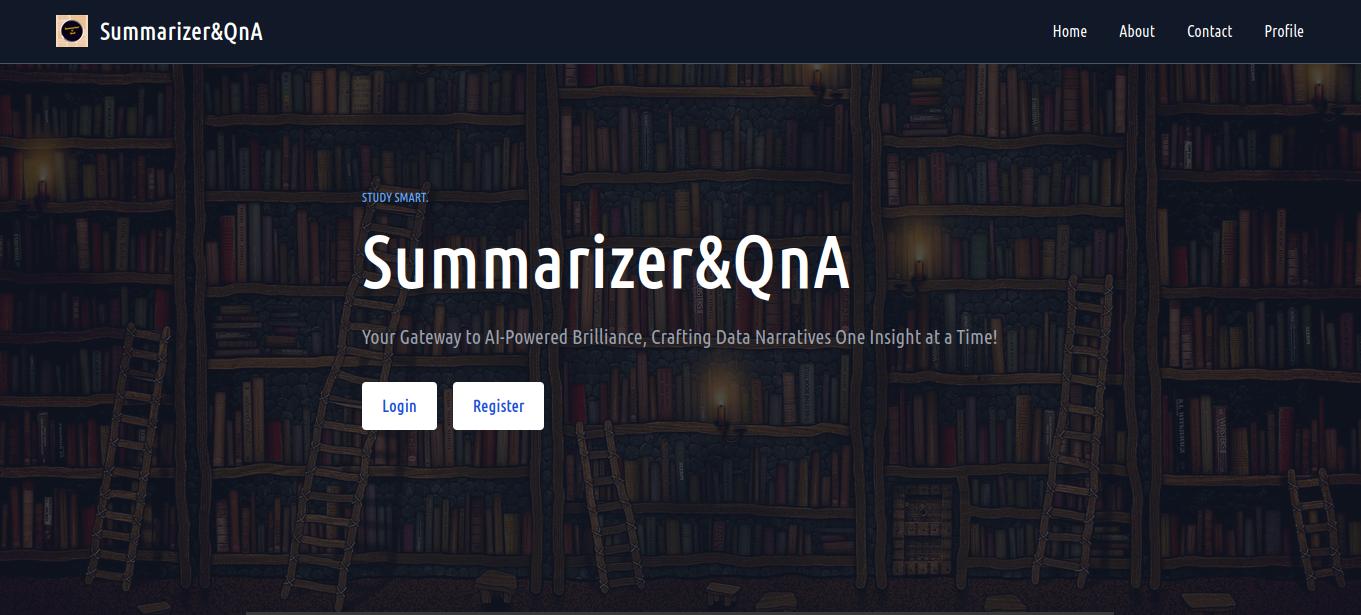 Summarizer&QnA
Home About Contact Profile
STUDY SMART.
Summarizer&QnA
Your Gateway to AI-Powered Brilliance, Crafting Data Narratives One Insight at a Time!
Login Register